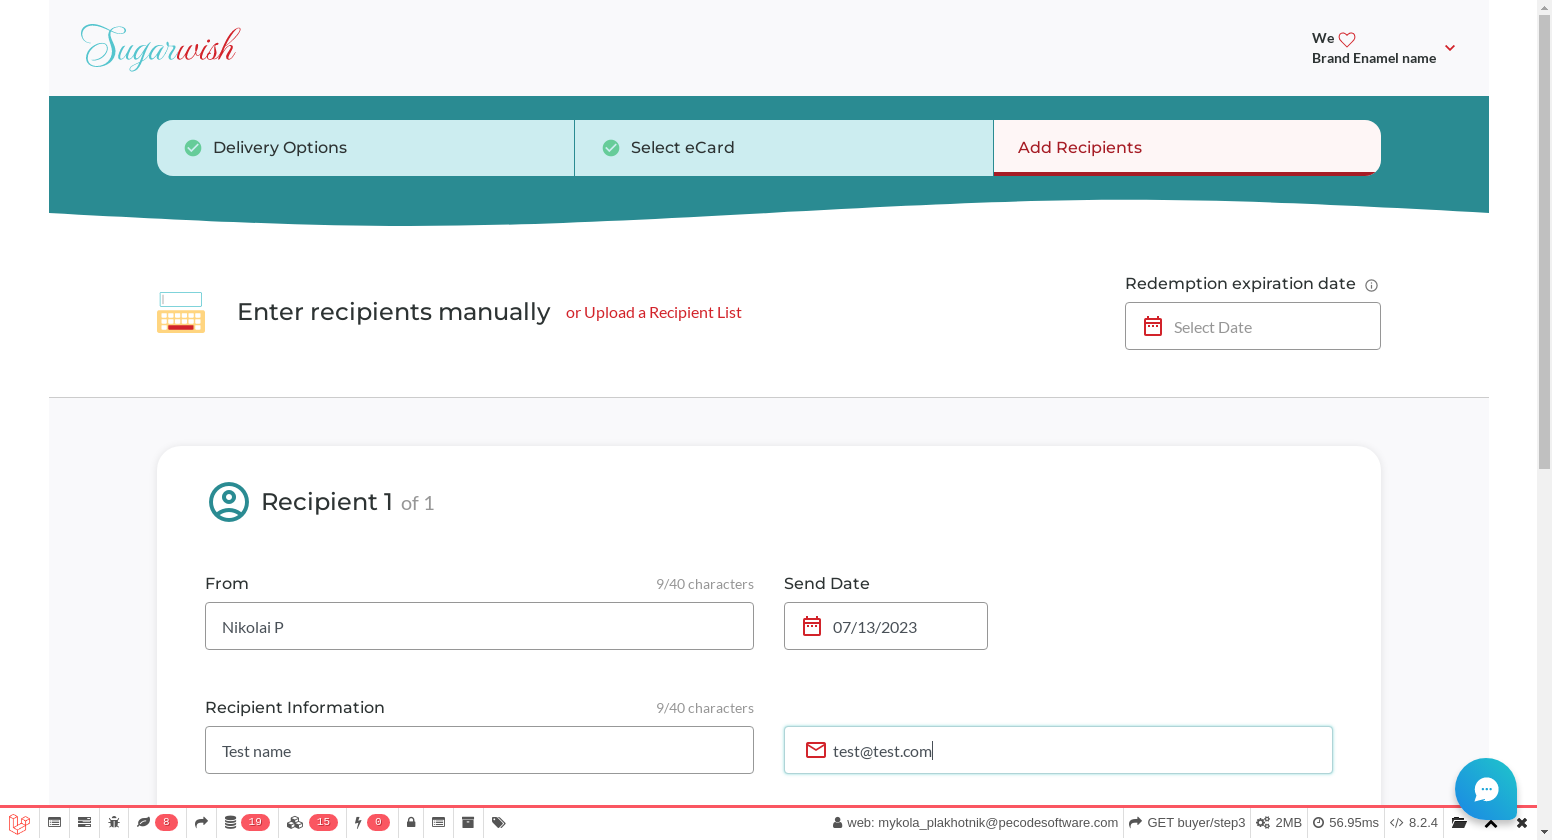 Sugarwish
We
Brand Enamel name
Delivery Options
Select eCard
Add Recipients
Enter recipients manually or Upload a Recipient List
Redemption expiration date
Select Date
Recipient 1 of 1
From
9/40 characters
Send Date
Nikolai P
07/13/2023
Recipient Information
9/40 characters
Test name
test@test.com
8
19
15
0
web: mykola_plakhotnik@pecodesoftware.com
GET buyer/step3
2MB
56.95ms
8.2.4